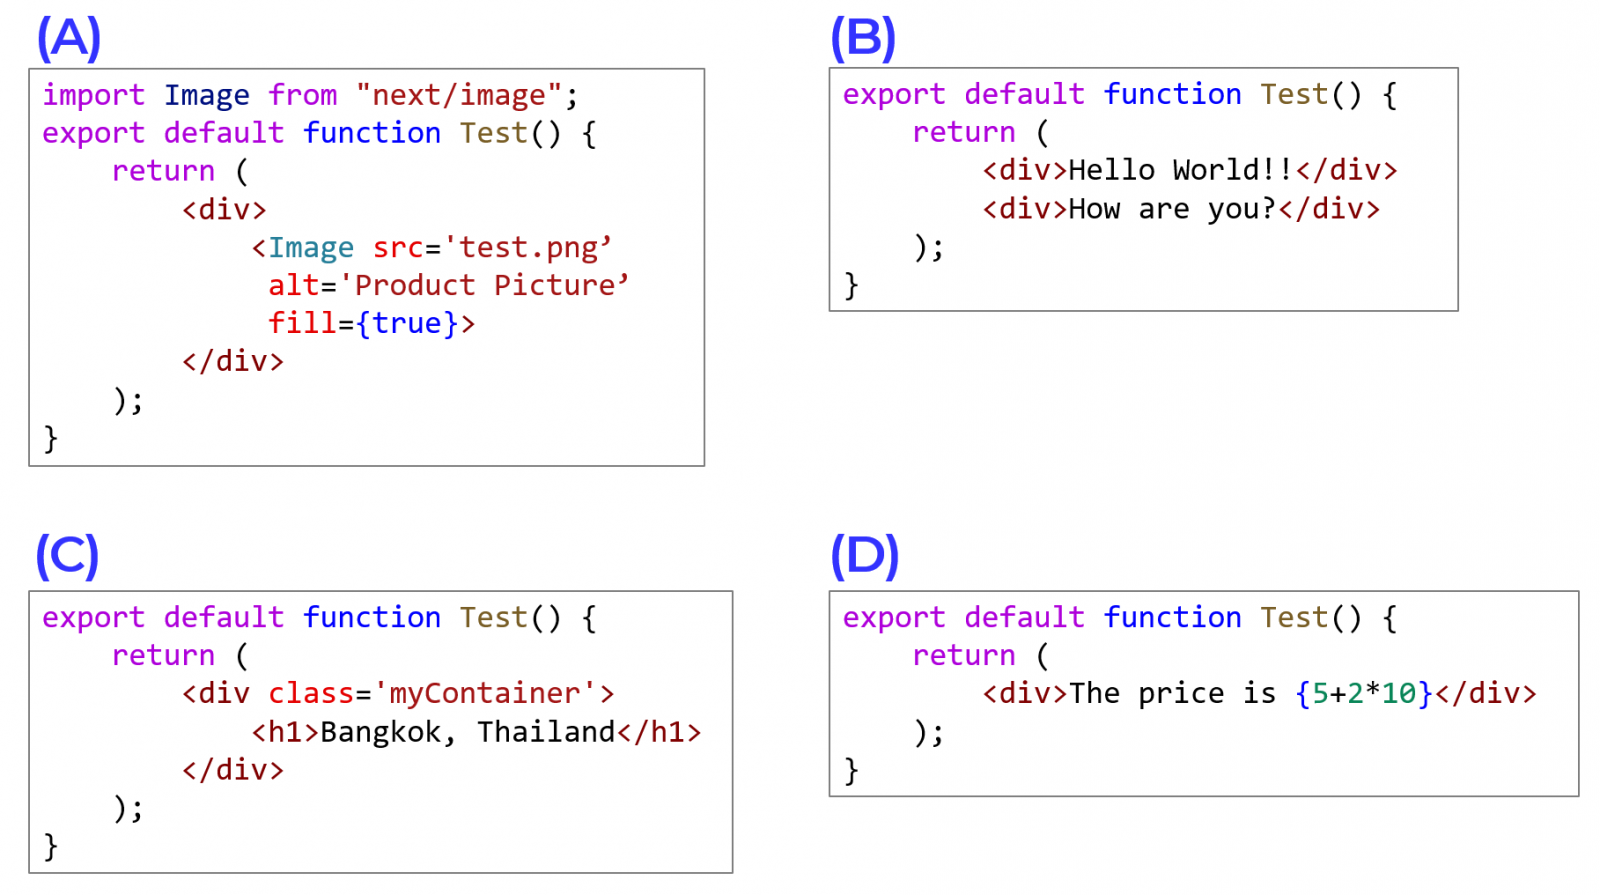 (A)
import Image from "next/image";
export default function Test() {
    return (
        <div>
            <Image src='test.png’
             alt='Product Picture’
             fill={true}>
        </div>
    );
}
(B)
export default function Test() {
    return (
        <div>Hello World!!</div>
        <div>How are you?</div>
    );
}
(C)
export default function Test() {
    return (
        <div class='myContainer'>
            <h1>Bangkok, Thailand</h1>
        </div>
    );
}
(D)
export default function Test() {
    return (
        <div>The price is {5+2*10}</div>
    );
}